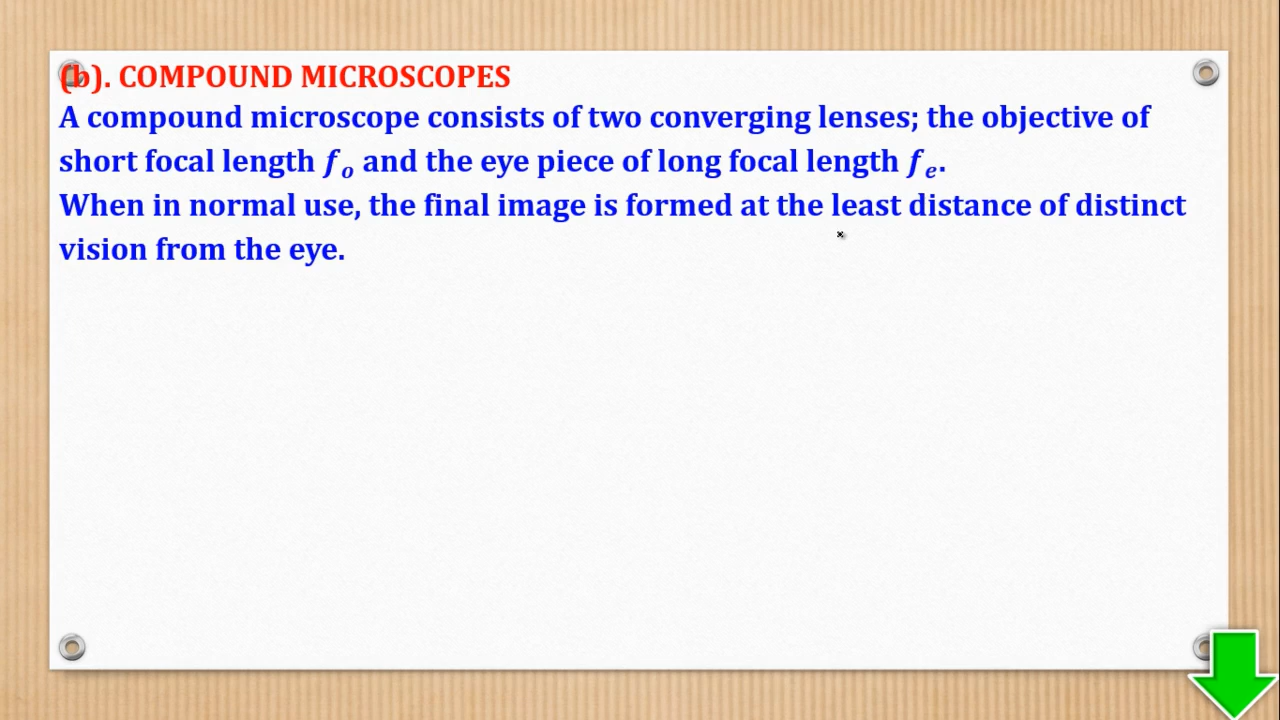 (b). COMPOUND MICROSCOPES
A compound microscope consists of two converging lenses; the objective of
short focal length fₒ and the eye piece of long focal length fₑ.
When in normal use, the final image is formed at the least distance of distinct
vision from the eye.